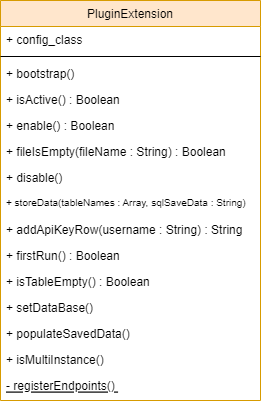 PluginExtension
+ config_class
+ bootstrap()
+ isActive() : Boolean
+ enable() : Boolean
+ fileIsEmpty(fileName : String) : Boolean
+ disable()
+ storeData(tableNames : Array, sqlSaveData : String)
+ addApiKeyRow(username : String) : String
+ firstRun() : Boolean
+ isTableEmpty() : Boolean
+ setDataBase()
+ populateSavedData()
+ isMultiInstance()
- registerEndpoints()